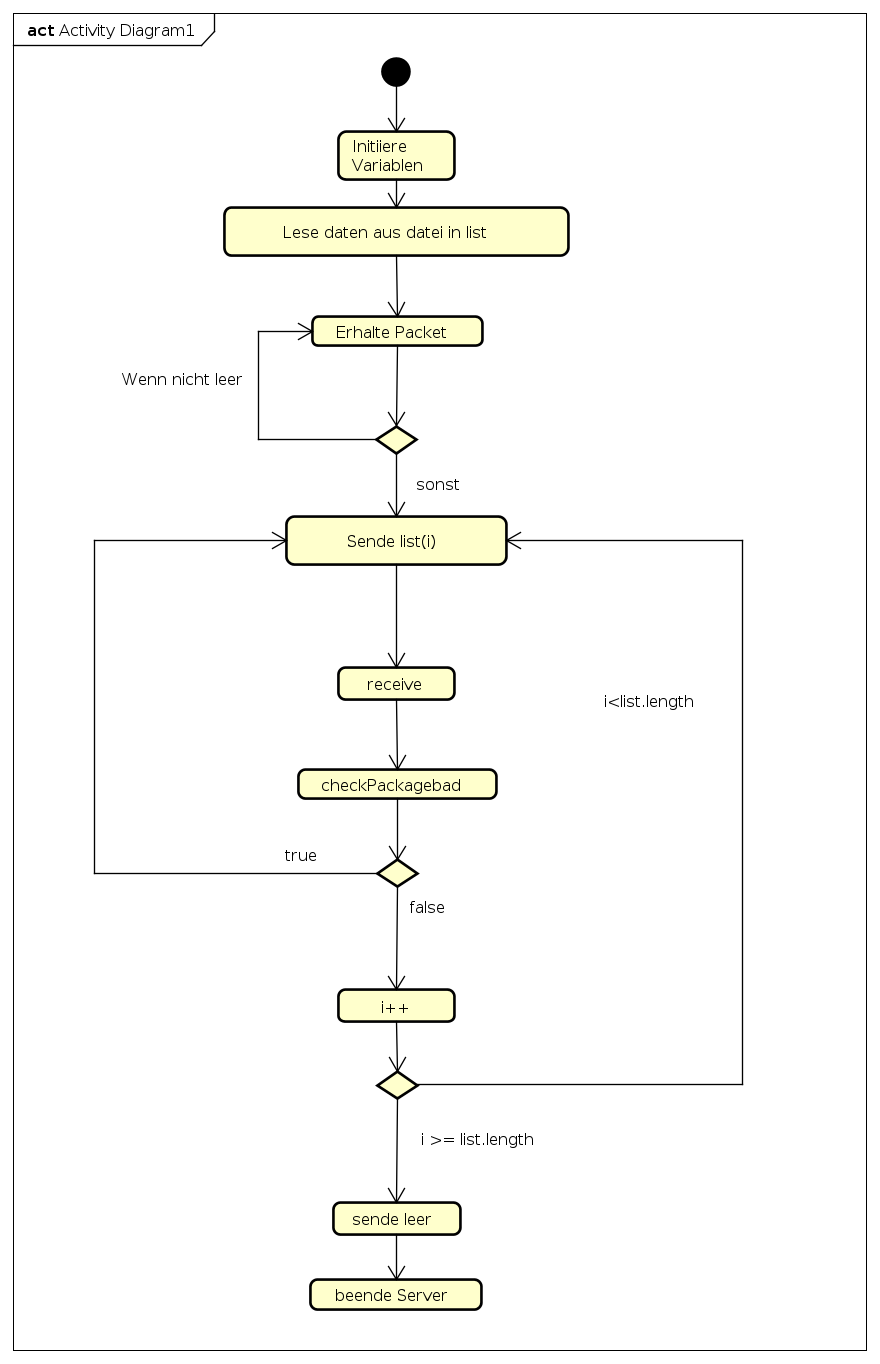 act Activity Diagram1
Initiiere
Variablen
Lese daten aus datei in list
Erhalte Packet
Wenn nicht leer
sonst
Sende list(i)
receive
i<list.length
checkPackagebad
true
false
i++
i >= list.length
sende leer
beende Server